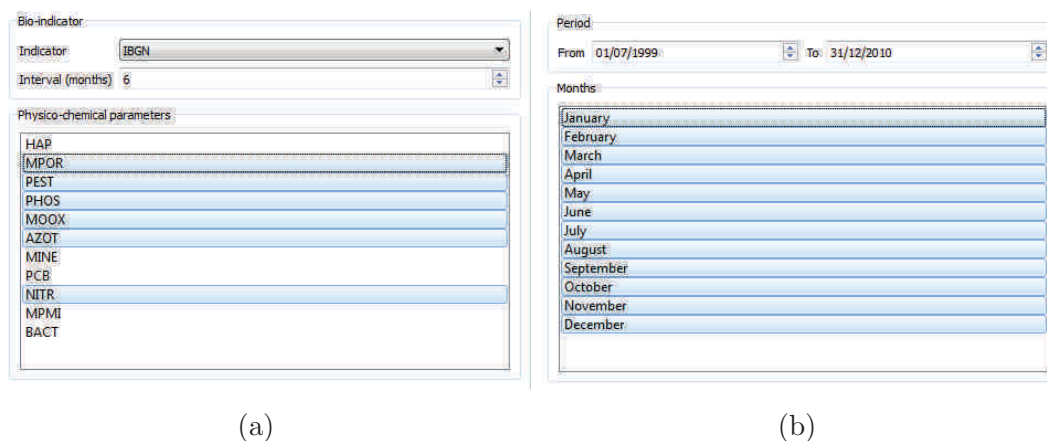 Bio-indicator
Indicator IBGN
Interval (months) 6
Physico-chemical parameters
HAP
MPOR
PEST
PHOS
MOOX
AZOT
MINE
PCB
NITR
MPMI
BACT
(a)
Period
From 01/07/1999 To 31/12/2010
Months
January
February
March
April
May
June
July
August
September
October
November
December
(b)